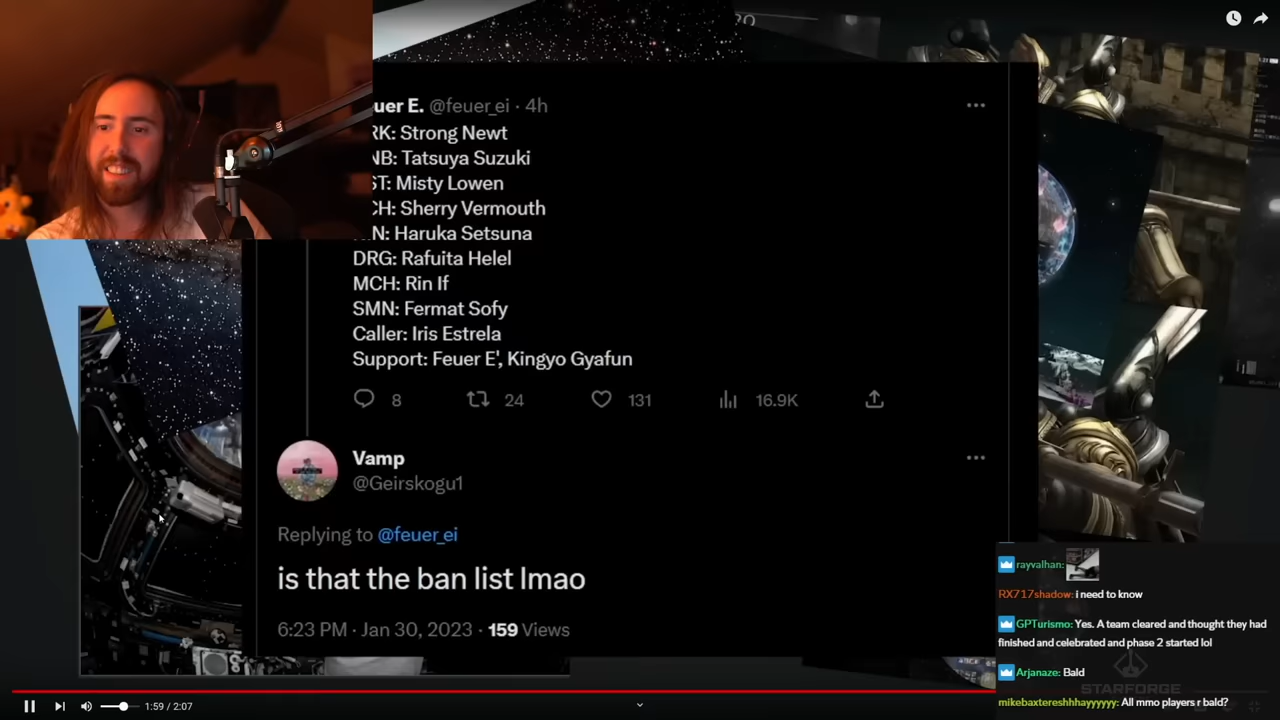 uer E. @feuer_ei · 4h
RK: Strong Newt
NB: Tatsuya Suzuki
ST: Misty Lowen
CH: Sherry Vermouth
N: Haruka Setsuna
DRG: Rafuita Helel
MCH: Rin If
SMN: Fermat Sofy
Caller: Iris Estrela
Support: Feuer E', Kingyo Gyafun
8 24 131 16.9K
Vamp
@Geirskogu1
Replying to @feuer_ei
is that the ban list lmao
6:23 PM · Jan 30, 2023 · 159 Views
rayvalhan:
RX717shadow: i need to know
GPTurismo: Yes. A team cleared and thought they had
finished and celebrated and phase 2 started lol
Arjanaze: Bald
STARFORGE
mikebaxtereshhhayyyyyy: All mmo players r bald?
1:59 / 2:07